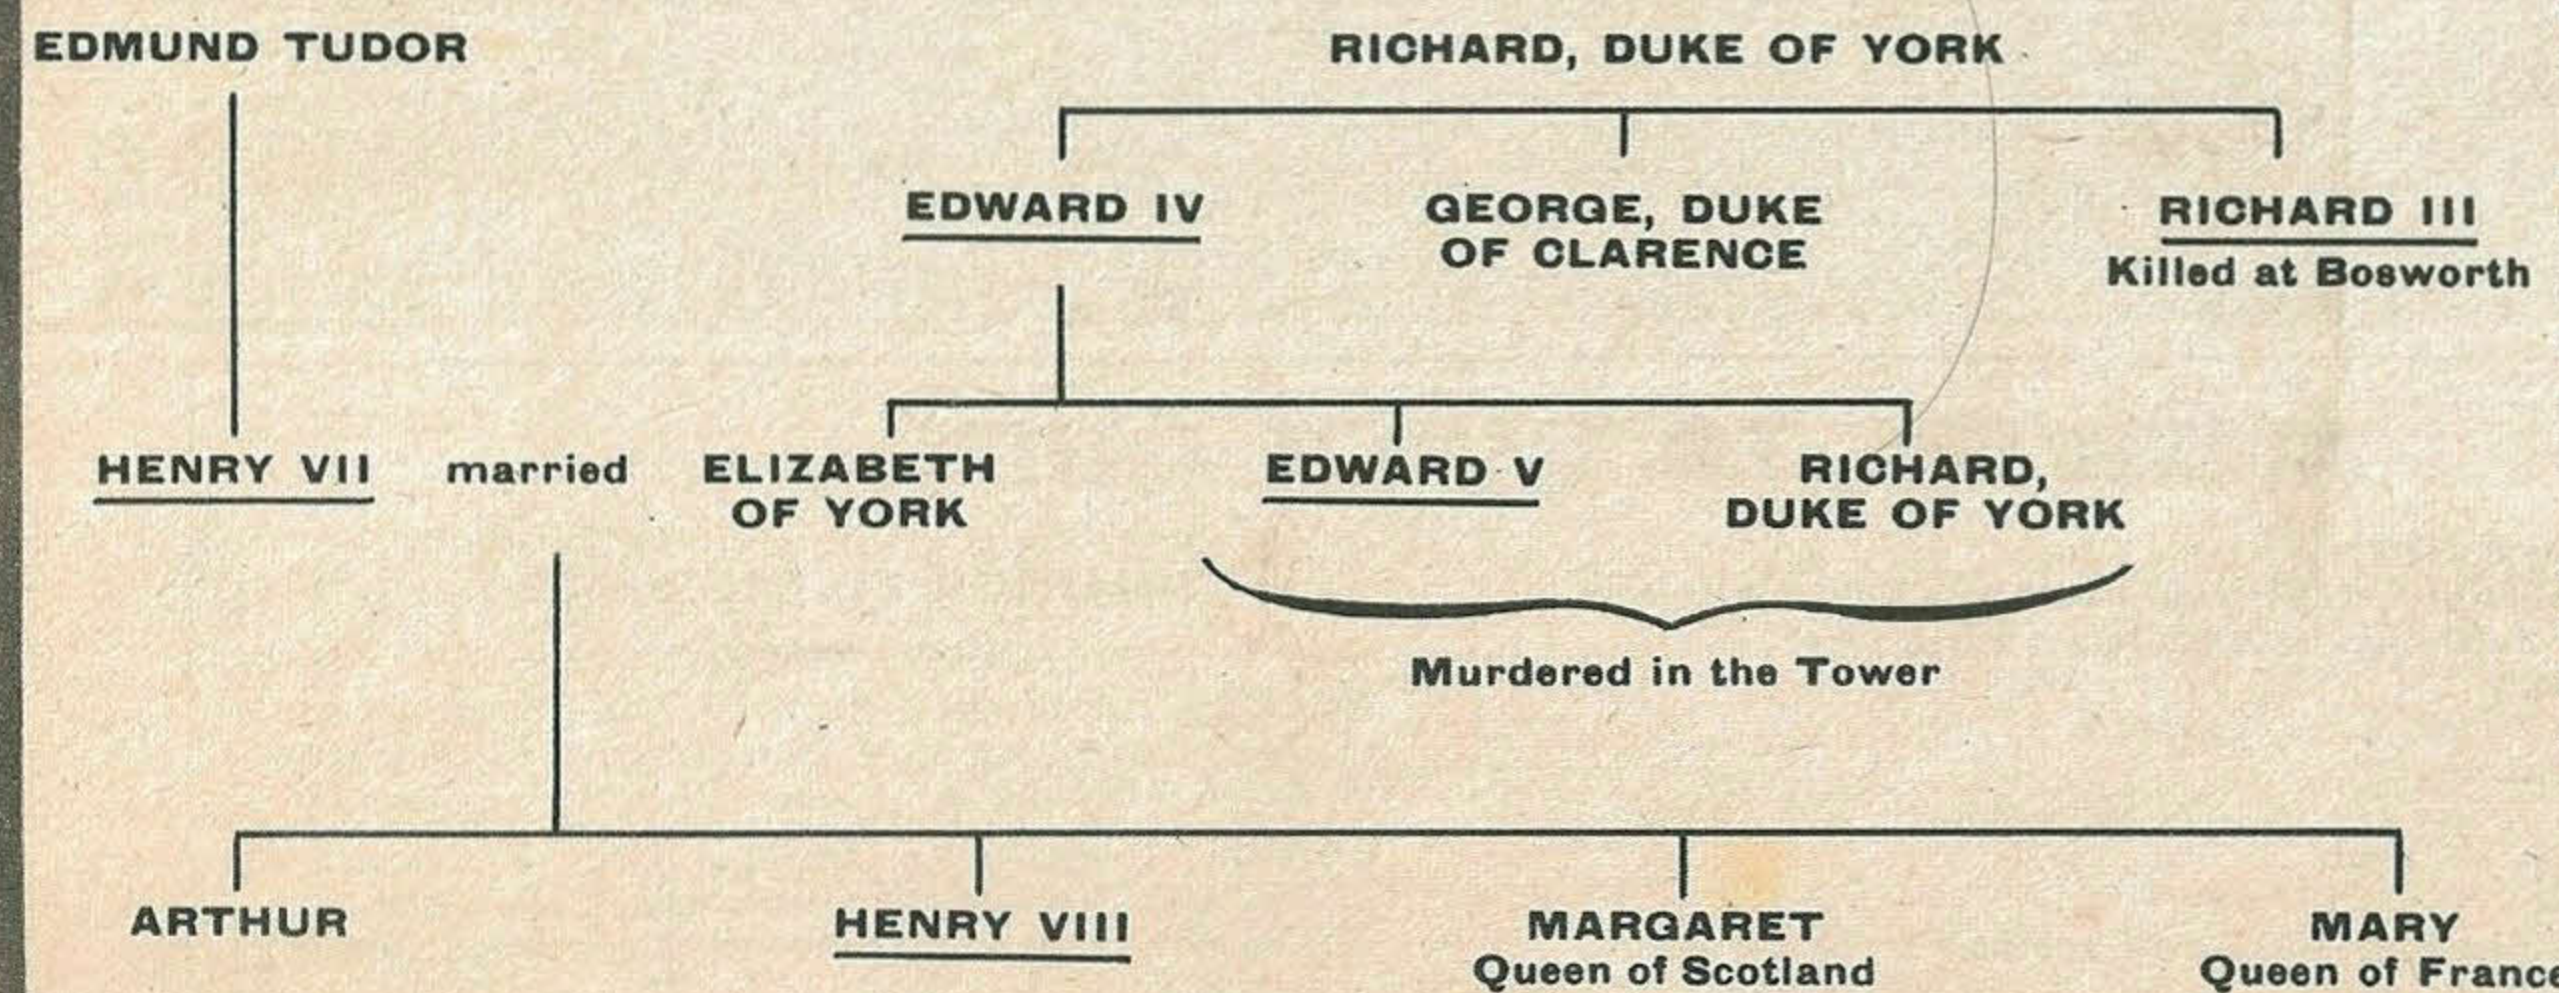 EDMUND TUDOR
RICHARD, DUKE OF YORK
EDWARD IV
GEORGE, DUKE
OF CLARENCE
RICHARD III
Killed at Bosworth
HENRY VII married ELIZABETH
OF YORK
EDWARD V
RICHARD,
DUKE OF YORK
Murdered in the Tower
ARTHUR
HENRY VIII
MARGARET
Queen of Scotland
MARY
Queen of France